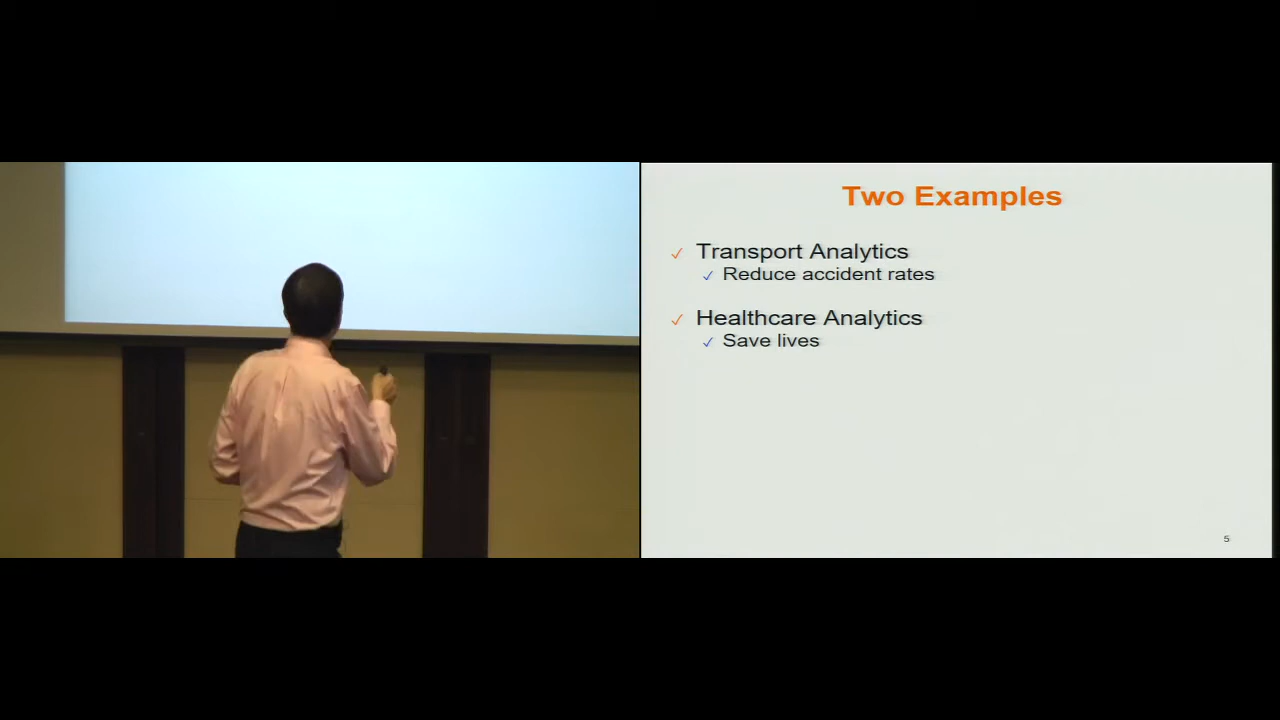 Two Examples
✓ Transport Analytics
✓ Reduce accident rates
✓ Healthcare Analytics
✓ Save lives
5